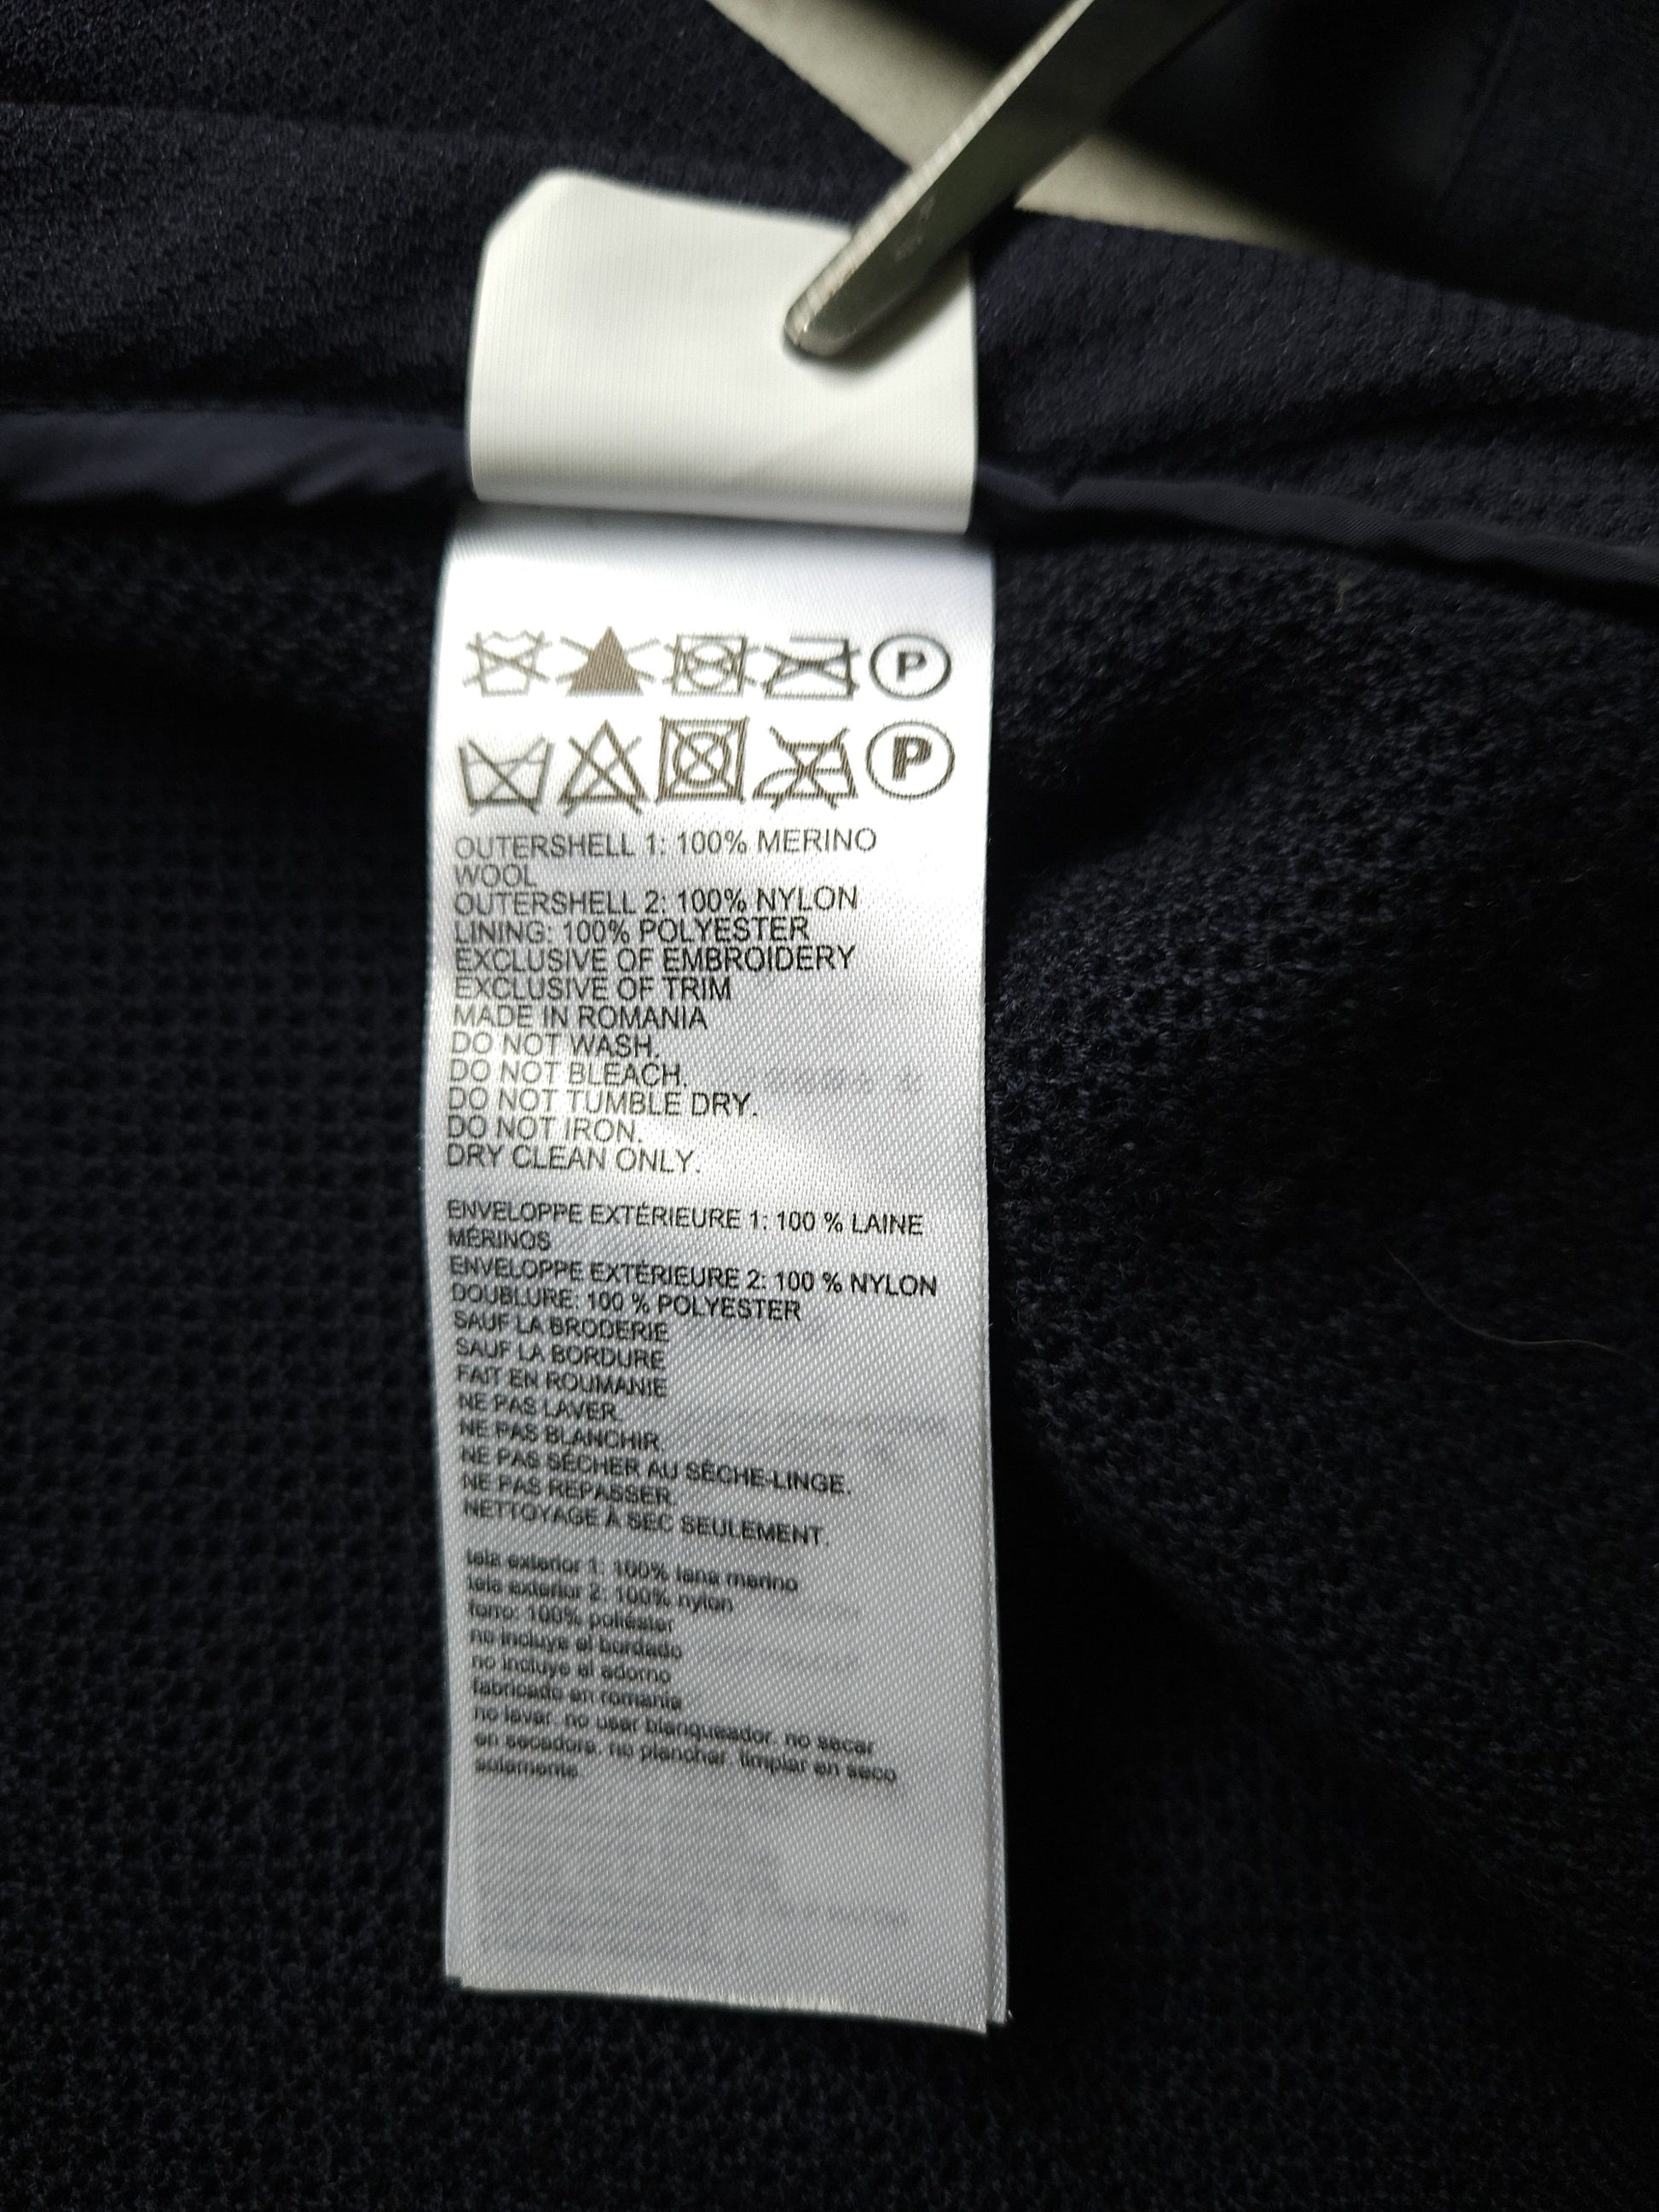 P
P
OUTERSHELL 1: 100% MERINO
WOOL
OUTERSHELL 2: 100% NYLON
LINING: 100% POLYESTER
EXCLUSIVE OF EMBROIDERY
EXCLUSIVE OF TRIM
MADE IN ROMANIA
DO NOT WASH.
DO NOT BLEACH.
DO NOT TUMBLE DRY.
DO NOT IRON.
DRY CLEAN ONLY.
ENVELOPPE EXTÉRIEURE 1: 100 % LAINE
MÉRINOS
ENVELOPPE EXTÉRIEURE 2: 100 % NYLON
DOUBLURE: 100 % POLYESTER
SAUF LA BRODERIE
SAUF LA BORDURE
FAIT EN ROUMANIE
NE PAS LAVER.
NE PAS BLANCHIR.
NE PAS SÉCHER AU SÈCHE-LINGE.
NE PAS REPASSER.
NETTOYAGE À SEC SEULEMENT.
tela exterior 1: 100% lana merino
tela exterior 2: 100% nylon
forro: 100% poliéster
no incluye el bordado
no incluye el adorno
fabricado en romania
no lavar. no usar blanqueador. no secar
en secadora. no planchar. limpiar en seco
solamente.